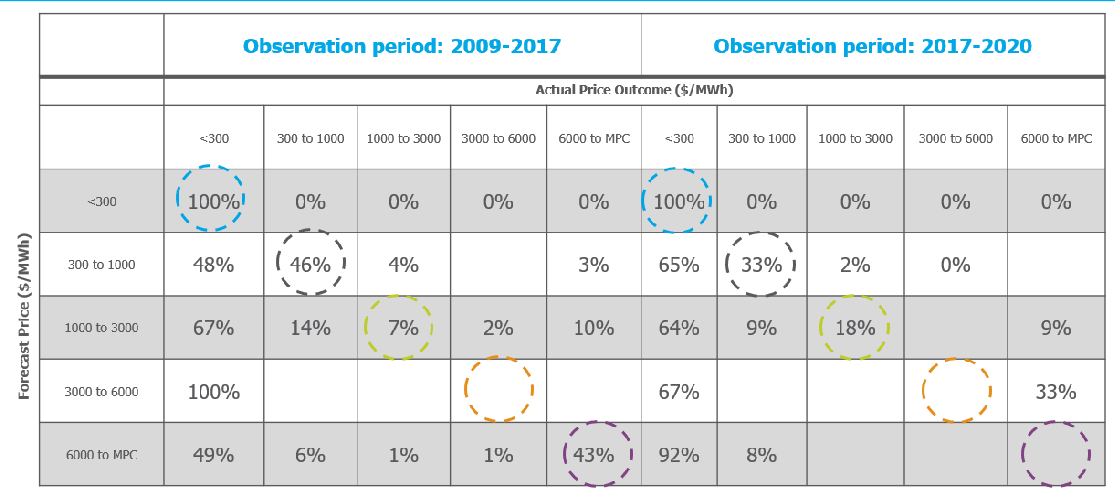 Observation period: 2009-2017 Observation period: 2017-2020
Actual Price Outcome ($/MWh)
<300 300 to 1000 1000 to 3000 3000 to 6000 6000 to MPC <300 300 to 1000 1000 to 3000 3000 to 6000 6000 to MPC
Forecast Price ($/MWh)
<300 100% 0% 0% 0% 0% 100% 0% 0% 0% 0%
300 to 1000 48% 46% 4% 3% 65% 33% 2% 0%
1000 to 3000 67% 14% 7% 2% 10% 64% 9% 18% 9%
3000 to 6000 100% 67% 33%
6000 to MPC 49% 6% 1% 1% 43% 92% 8%